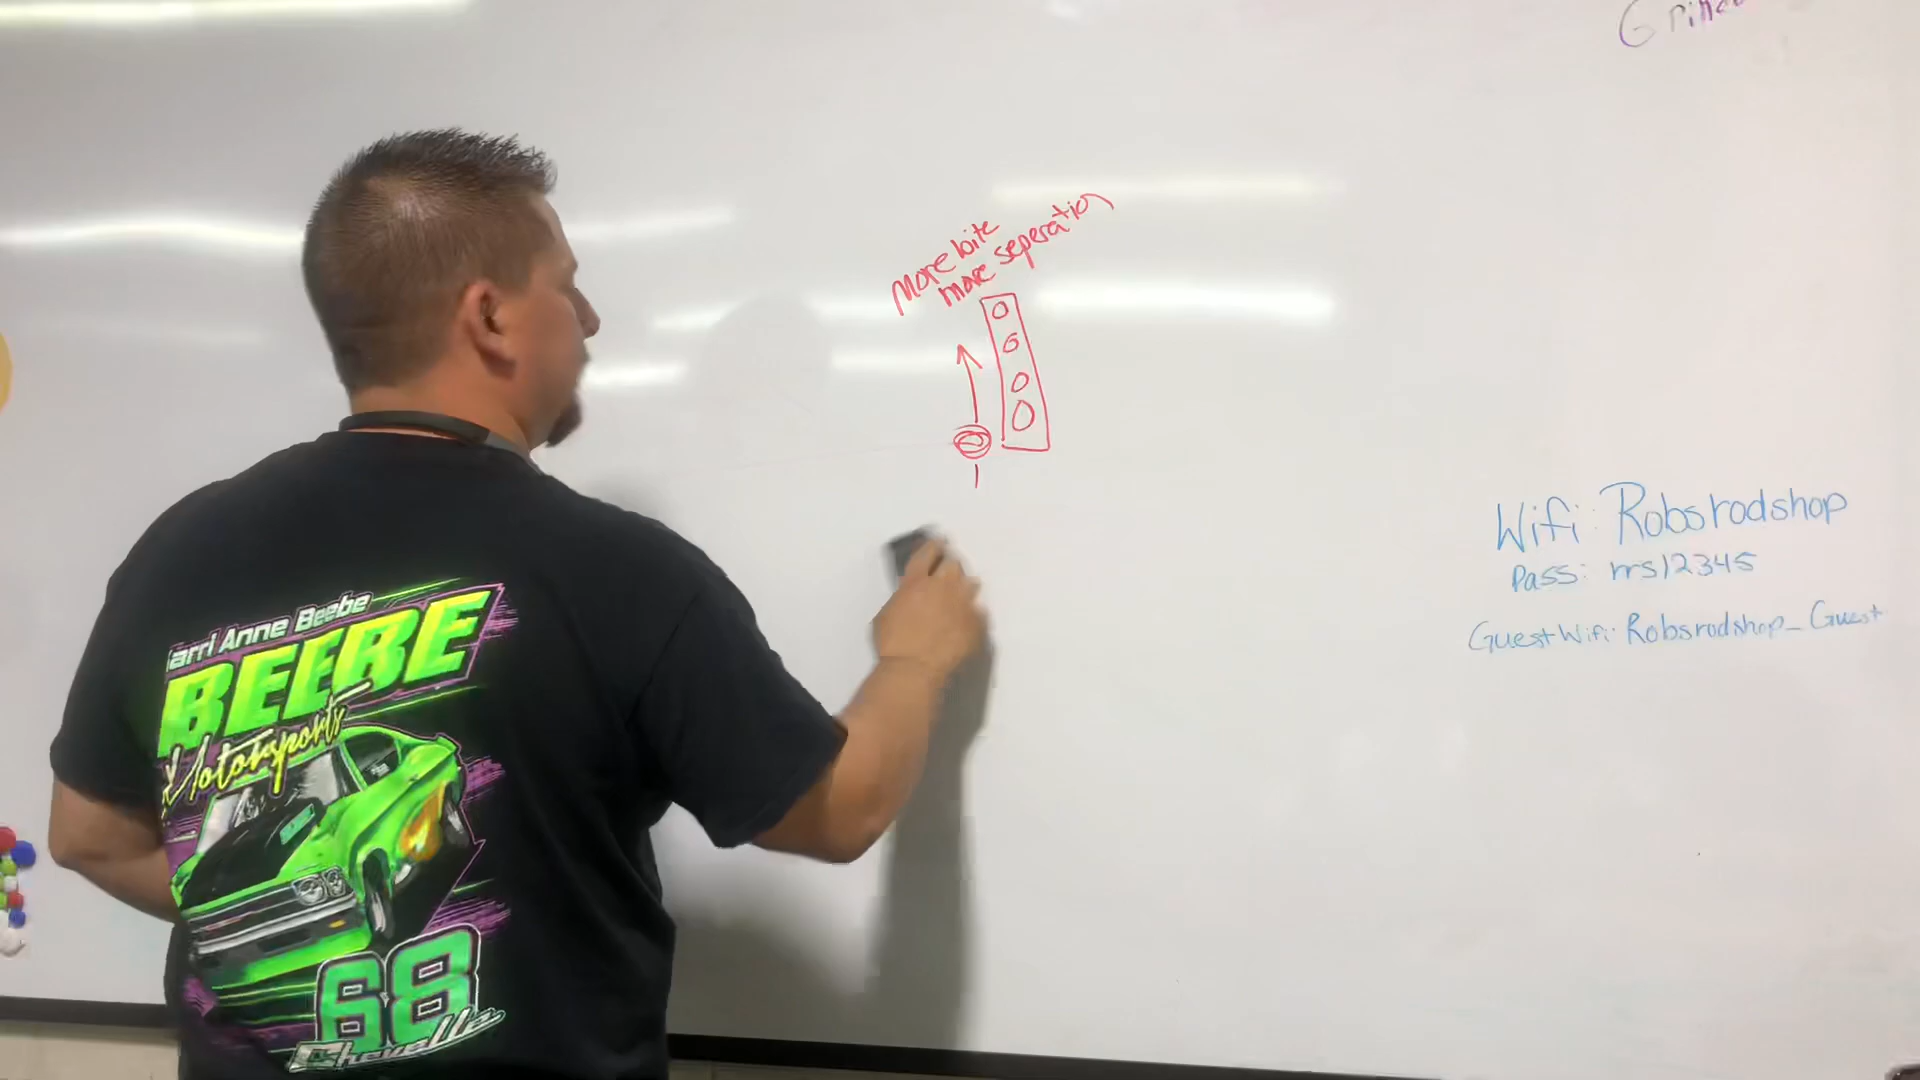 More bite
more seperation
Wifi: Robsrodshop
Pass: rrs12345
Guest Wifi: Robsrodshop_Guest
arri Anne Beebe
BEEBE
Motorsports
68
Chevelle